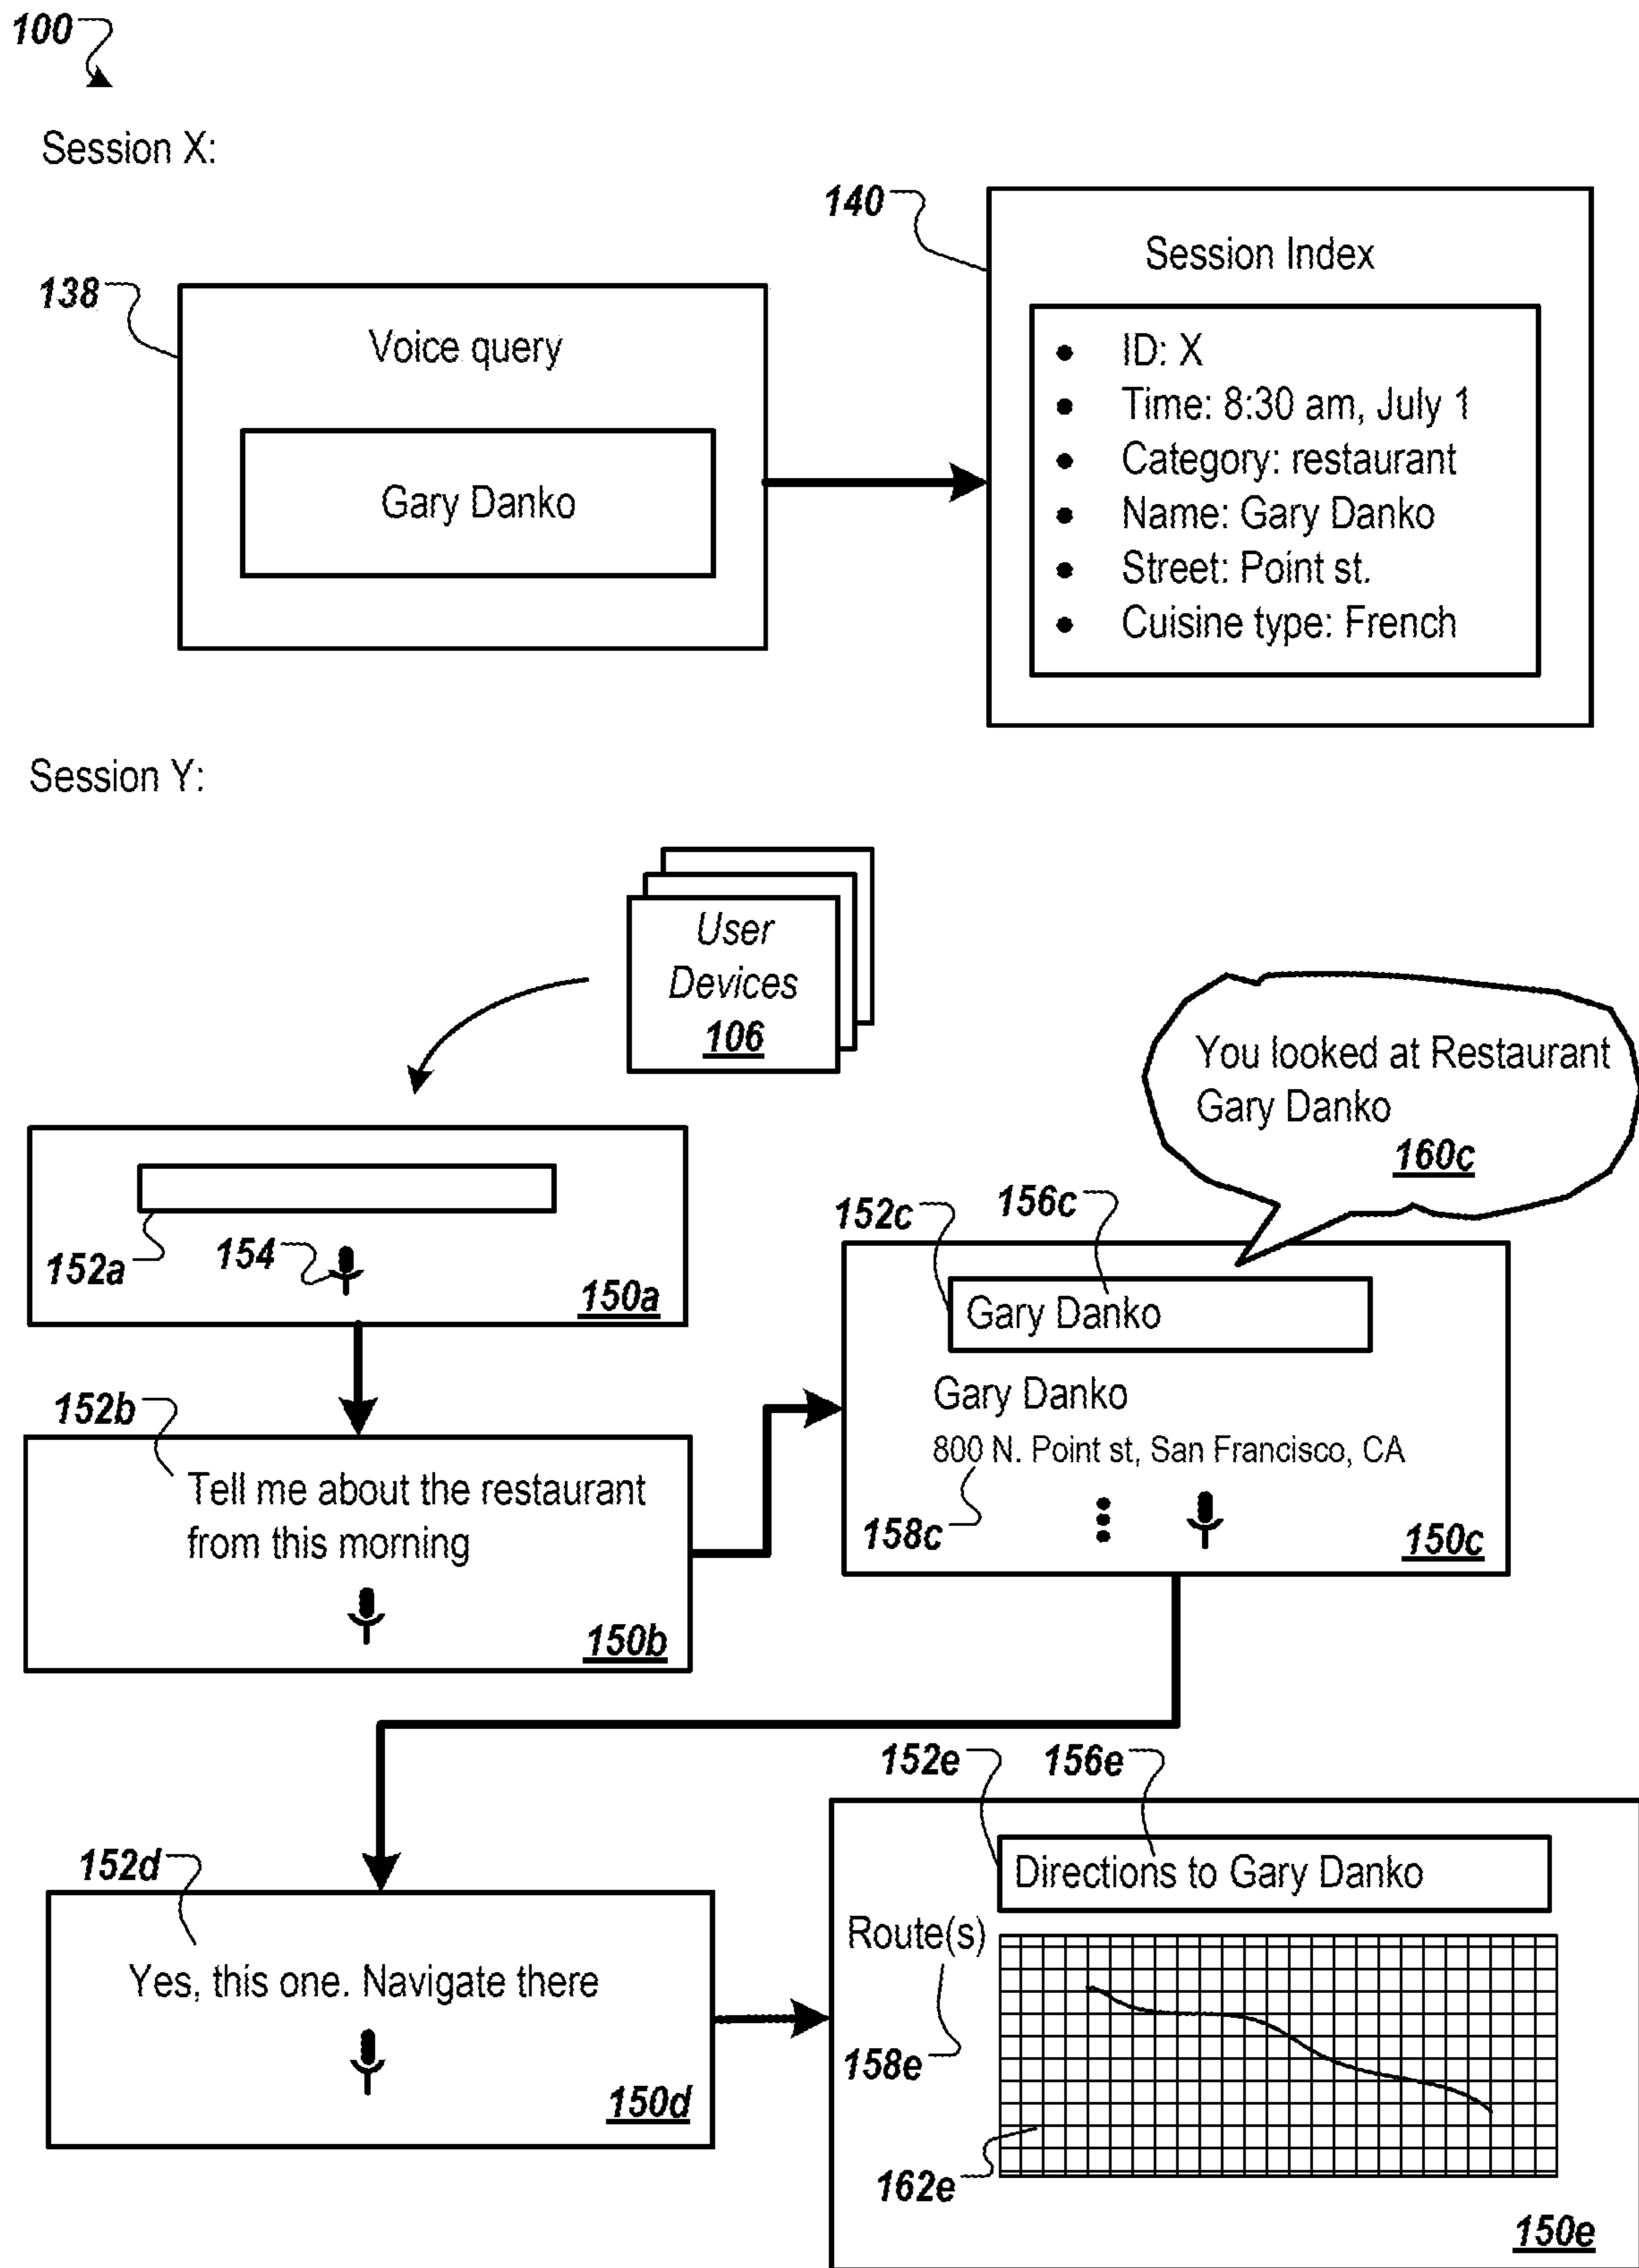 100
Session X:
138
Voice query
Gary Danko
140
Session Index
• ID: X
• Time: 8:30 am, July 1
• Category: restaurant
• Name: Gary Danko
• Street: Point st.
• Cuisine type: French
Session Y:
User
Devices
106
152a
154
150a
152b
Tell me about the restaurant
from this morning
150b
You looked at Restaurant
Gary Danko
160c
152c
156c
Gary Danko
Gary Danko
800 N. Point st, San Francisco, CA
158c
150c
152d
Yes, this one. Navigate there
150d
152e
156e
Directions to Gary Danko
Route(s)
158e
162e
150e